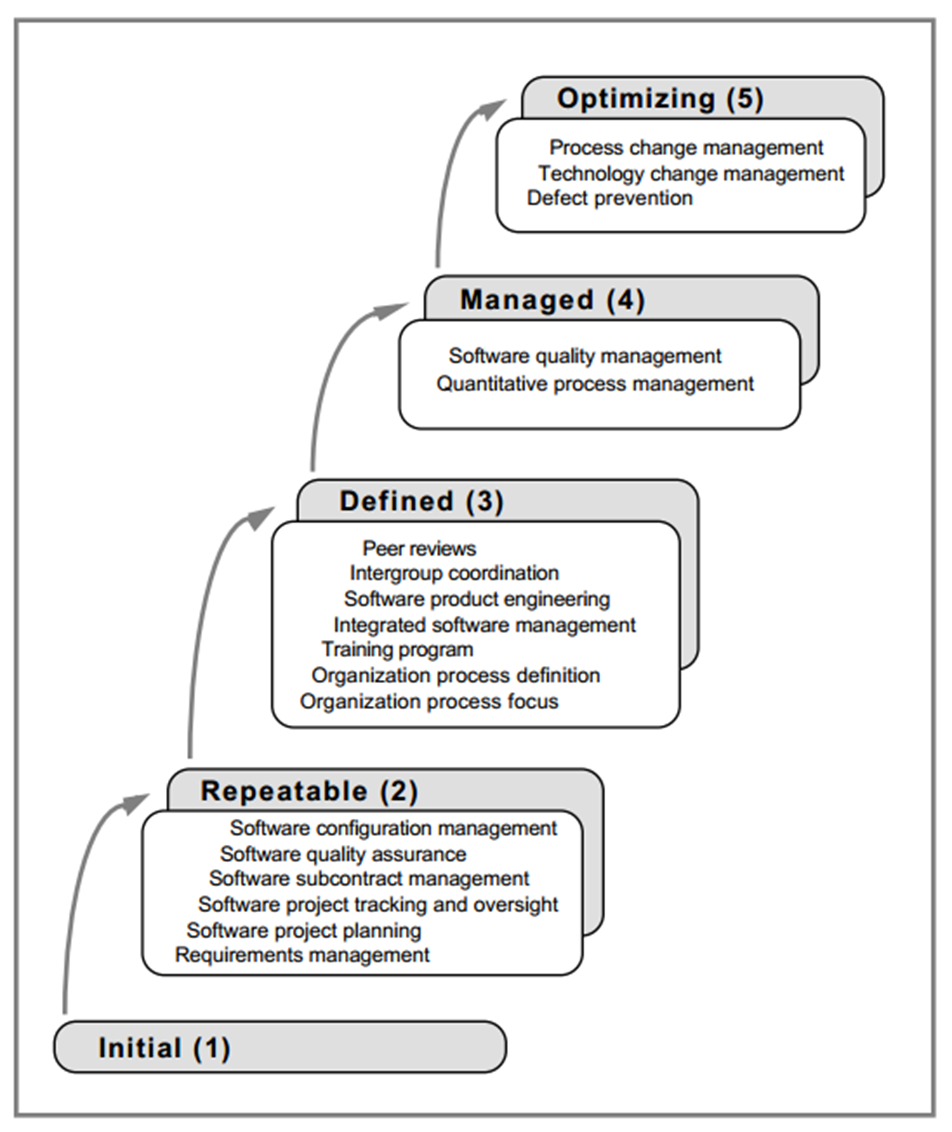 Optimizing (5)
Process change management
Technology change management
Defect prevention
Managed (4)
Software quality management
Quantitative process management
Defined (3)
Peer reviews
Intergroup coordination
Software product engineering
Integrated software management
Training program
Organization process definition
Organization process focus
Repeatable (2)
Software configuration management
Software quality assurance
Software subcontract management
Software project tracking and oversight
Software project planning
Requirements management
Initial (1)